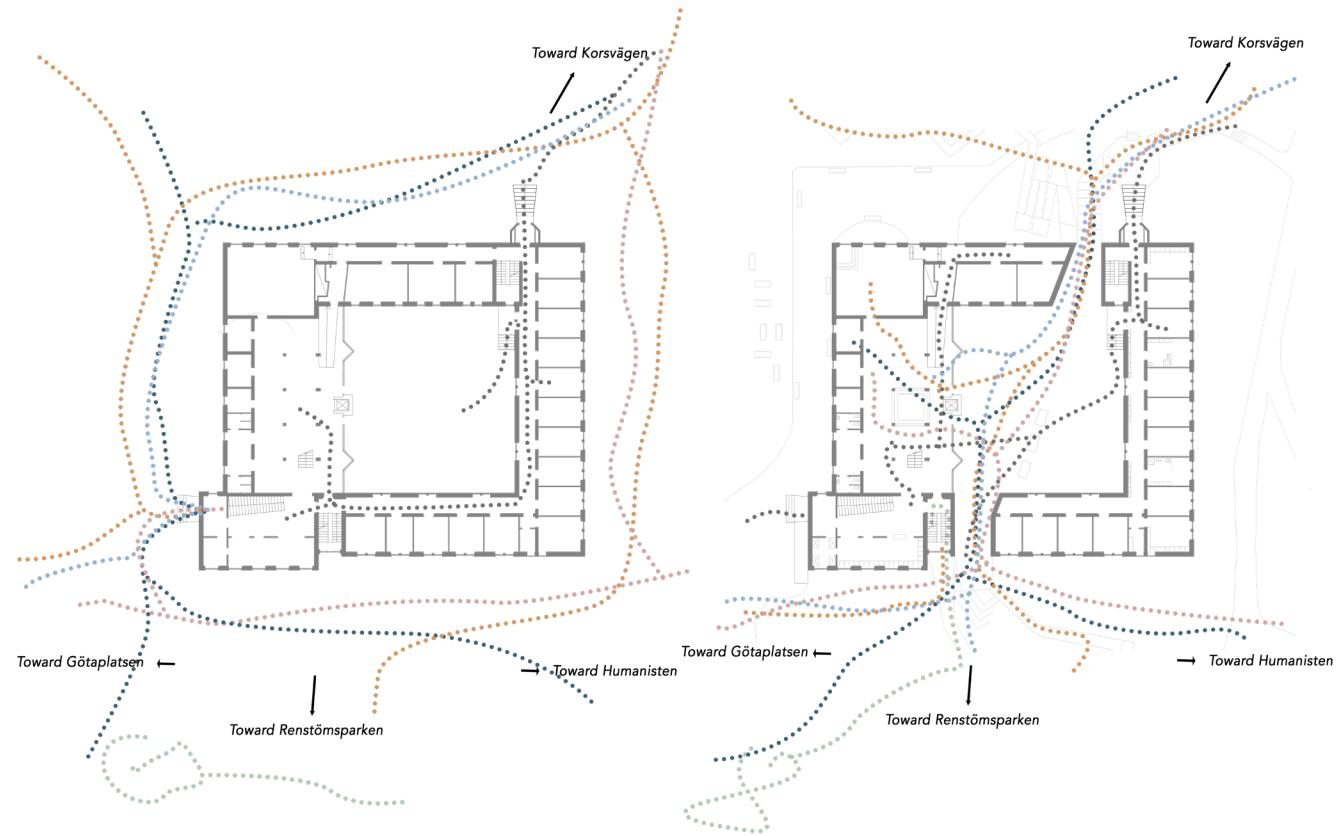 Toward Korsvägen
Toward Götaplatsen
Toward Humanisten
Toward Renstömsparken
Toward Korsvägen
Toward Götaplatsen
Toward Humanisten
Toward Renstömsparken